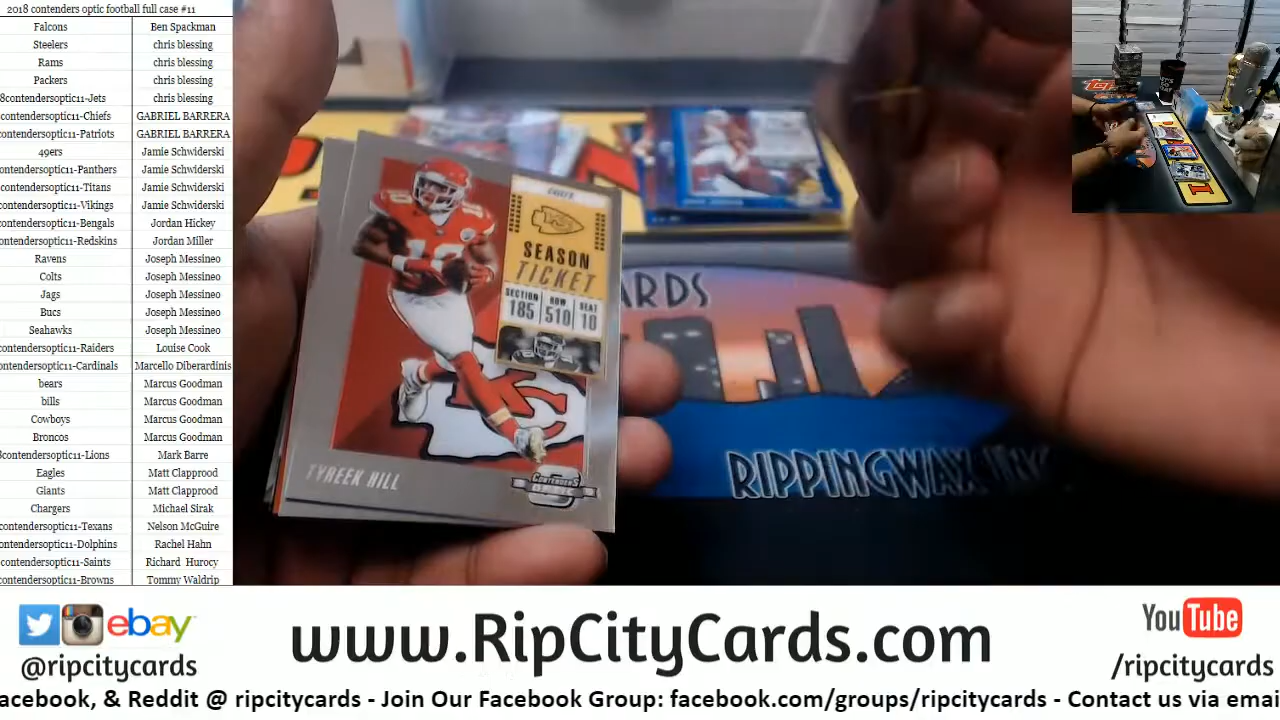 2018 contenders optic football full case #11
Falcons Ben Spackman
Steelers chris blessing
Rams chris blessing
Packers chris blessing
8contendersoptic11-Jets chris blessing
contendersoptic11-Chiefs GABRIEL BARRERA
contendersoptic11-Patriots GABRIEL BARRERA
49ers Jamie Schwiderski
contendersoptic11-Panthers Jamie Schwiderski
contendersoptic11-Titans Jamie Schwiderski
contendersoptic11-Vikings Jamie Schwiderski
contendersoptic11-Bengals Jordan Hickey
contendersoptic11-Redskins Jordan Miller
Ravens Joseph Messineo
Colts Joseph Messineo
Jags Joseph Messineo
Bucs Joseph Messineo
Seahawks Joseph Messineo
contendersoptic11-Raiders Louise Cook
contendersoptic11-Cardinals Marcello Diberardinis
bears Marcus Goodman
bills Marcus Goodman
Cowboys Marcus Goodman
Broncos Marcus Goodman
8contendersoptic11-Lions Mark Barre
Eagles Matt Clapprood
Giants Matt Clapprood
Chargers Michael Sirak
contendersoptic11-Texans Nelson McGuire
contendersoptic11-Dolphins Rachel Hahn
contendersoptic11-Saints Richard Hurocy
contendersoptic11-Browns Tommy Waldrip
CHIEFS
SEASON
TICKET
SECTION ROW SEAT
185 510 10
TYREEK HILL
CONTENDERS
OPTIC
ARDS
RIPPINGWAX
ebay
@ripcitycards
www.RipCityCards.com
YouTube
/ripcitycards
acebook, & Reddit @ ripcitycards - Join Our Facebook Group: facebook.com/groups/ripcitycards - Contact us via emai